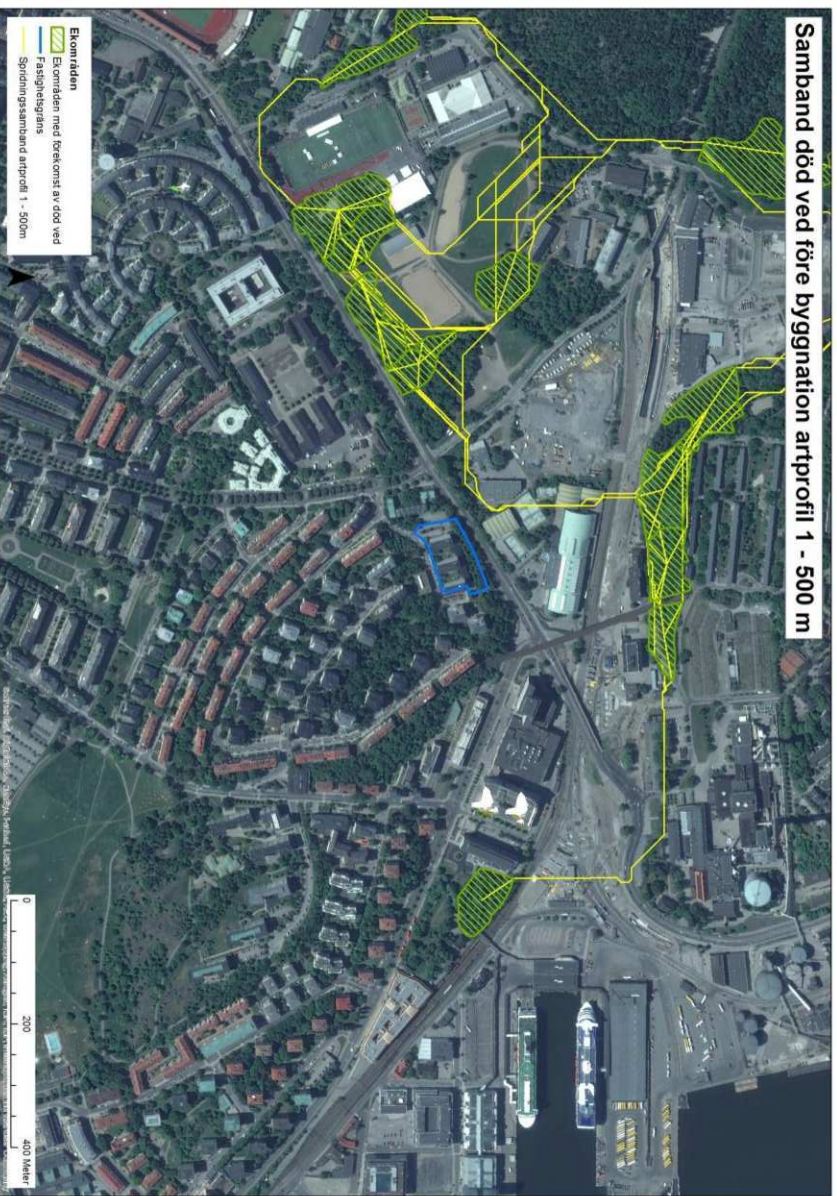 Samband död ved före byggnation artprofil 1 - 500 m
Ekområden
Ekområden med förekomst av död ved
Fastighetsgräns
Spridningssamband artprofil 1 - 500m
0
200
400 Meter